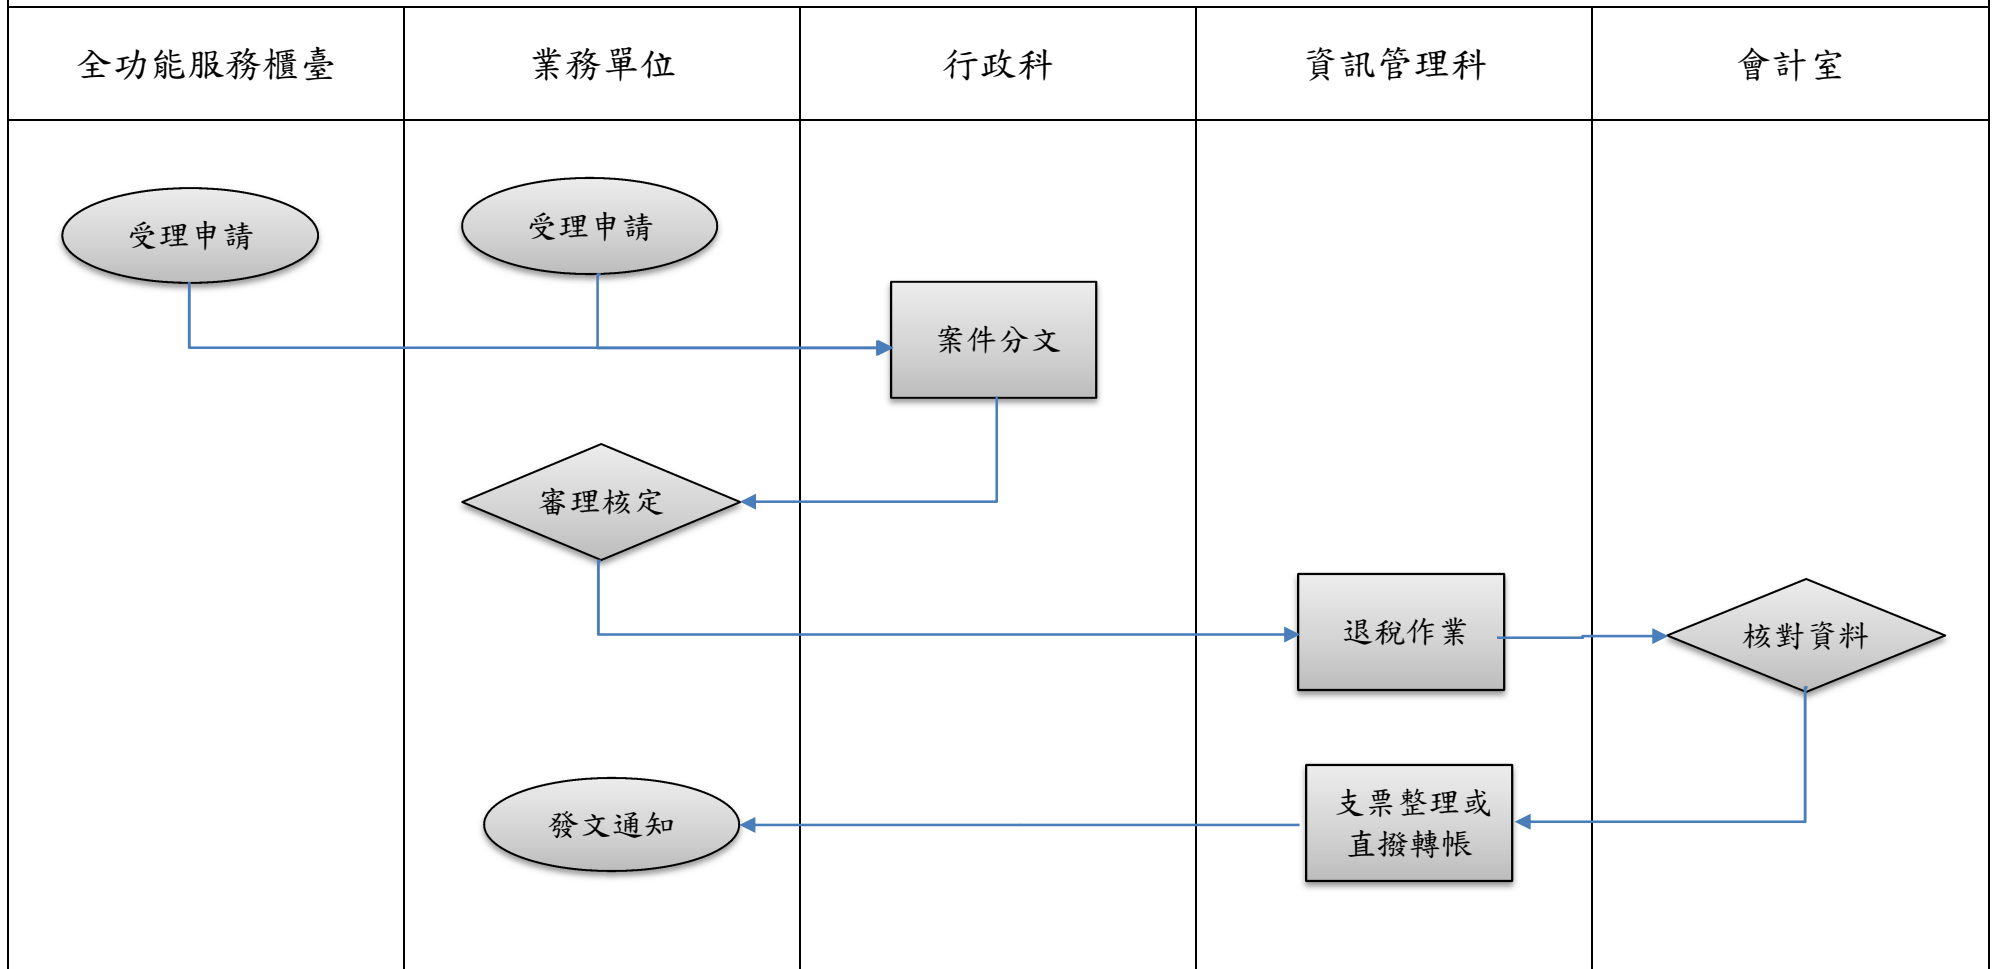 全功能服務櫃臺
業務單位
行政科
資訊管理科
會計室
受理申請
受理申請
案件分文
審理核定
退稅作業
核對資料
發文通知
支票整理或
直撥轉帳